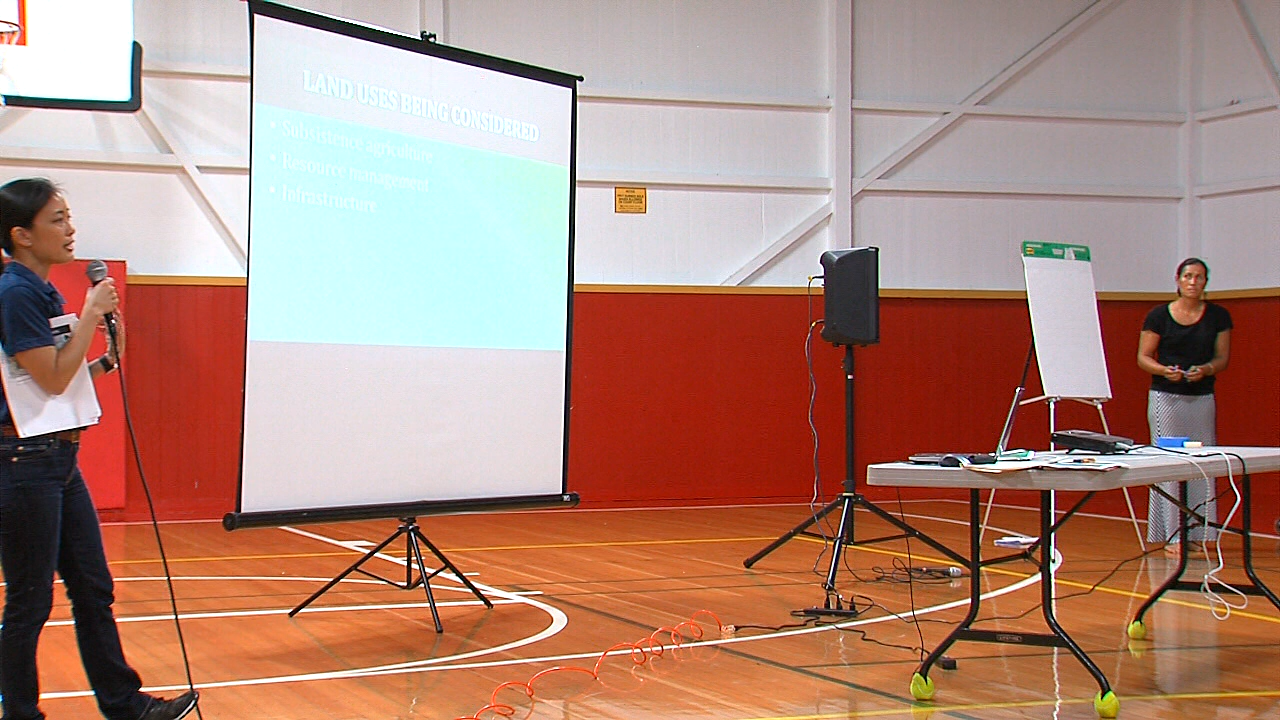 LAND USES BEING CONSIDERED
• Subsistence agriculture
• Resource management
• Infrastructure